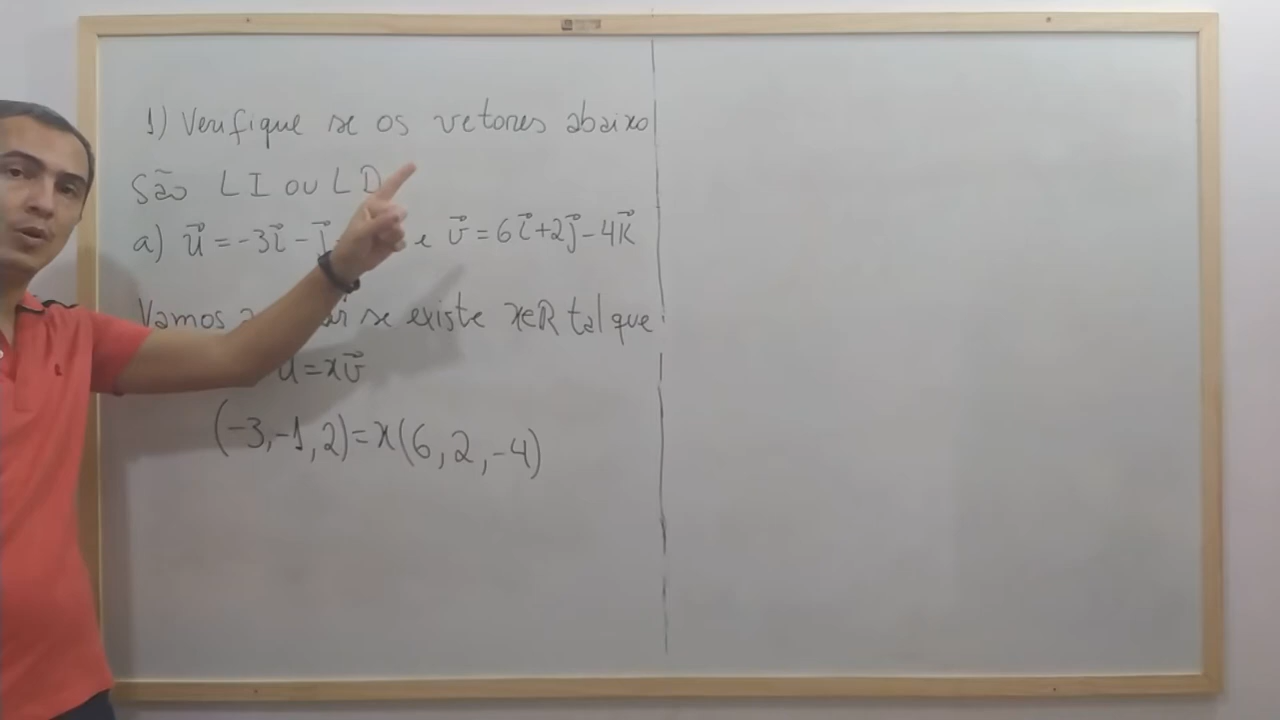 1) Verifique se os vetores abaixo
são LI ou LD
a) u⃗ = -3i⃗ - j⃗ e v⃗ = 6i⃗ + 2j⃗ - 4k⃗
Vamos se existe x∈R tal que
u⃗ = xv⃗
(-3, -1, 2) = x(6, 2, -4)